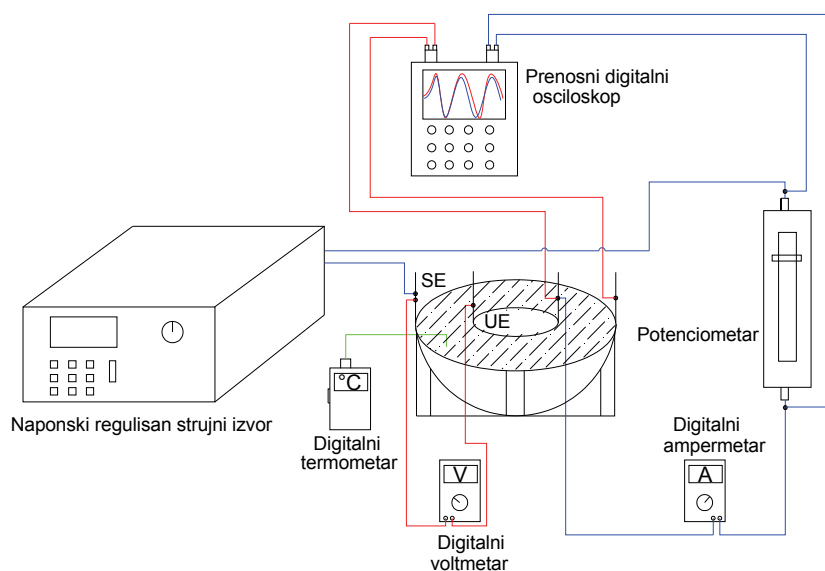 Prenosni digitalni
osciloskop
SE
UE
Potenciometar
°C
Naponski regulisan strujni izvor
Digitalni
termometar
Digitalni
ampermetar
V
A
Digitalni
voltmetar